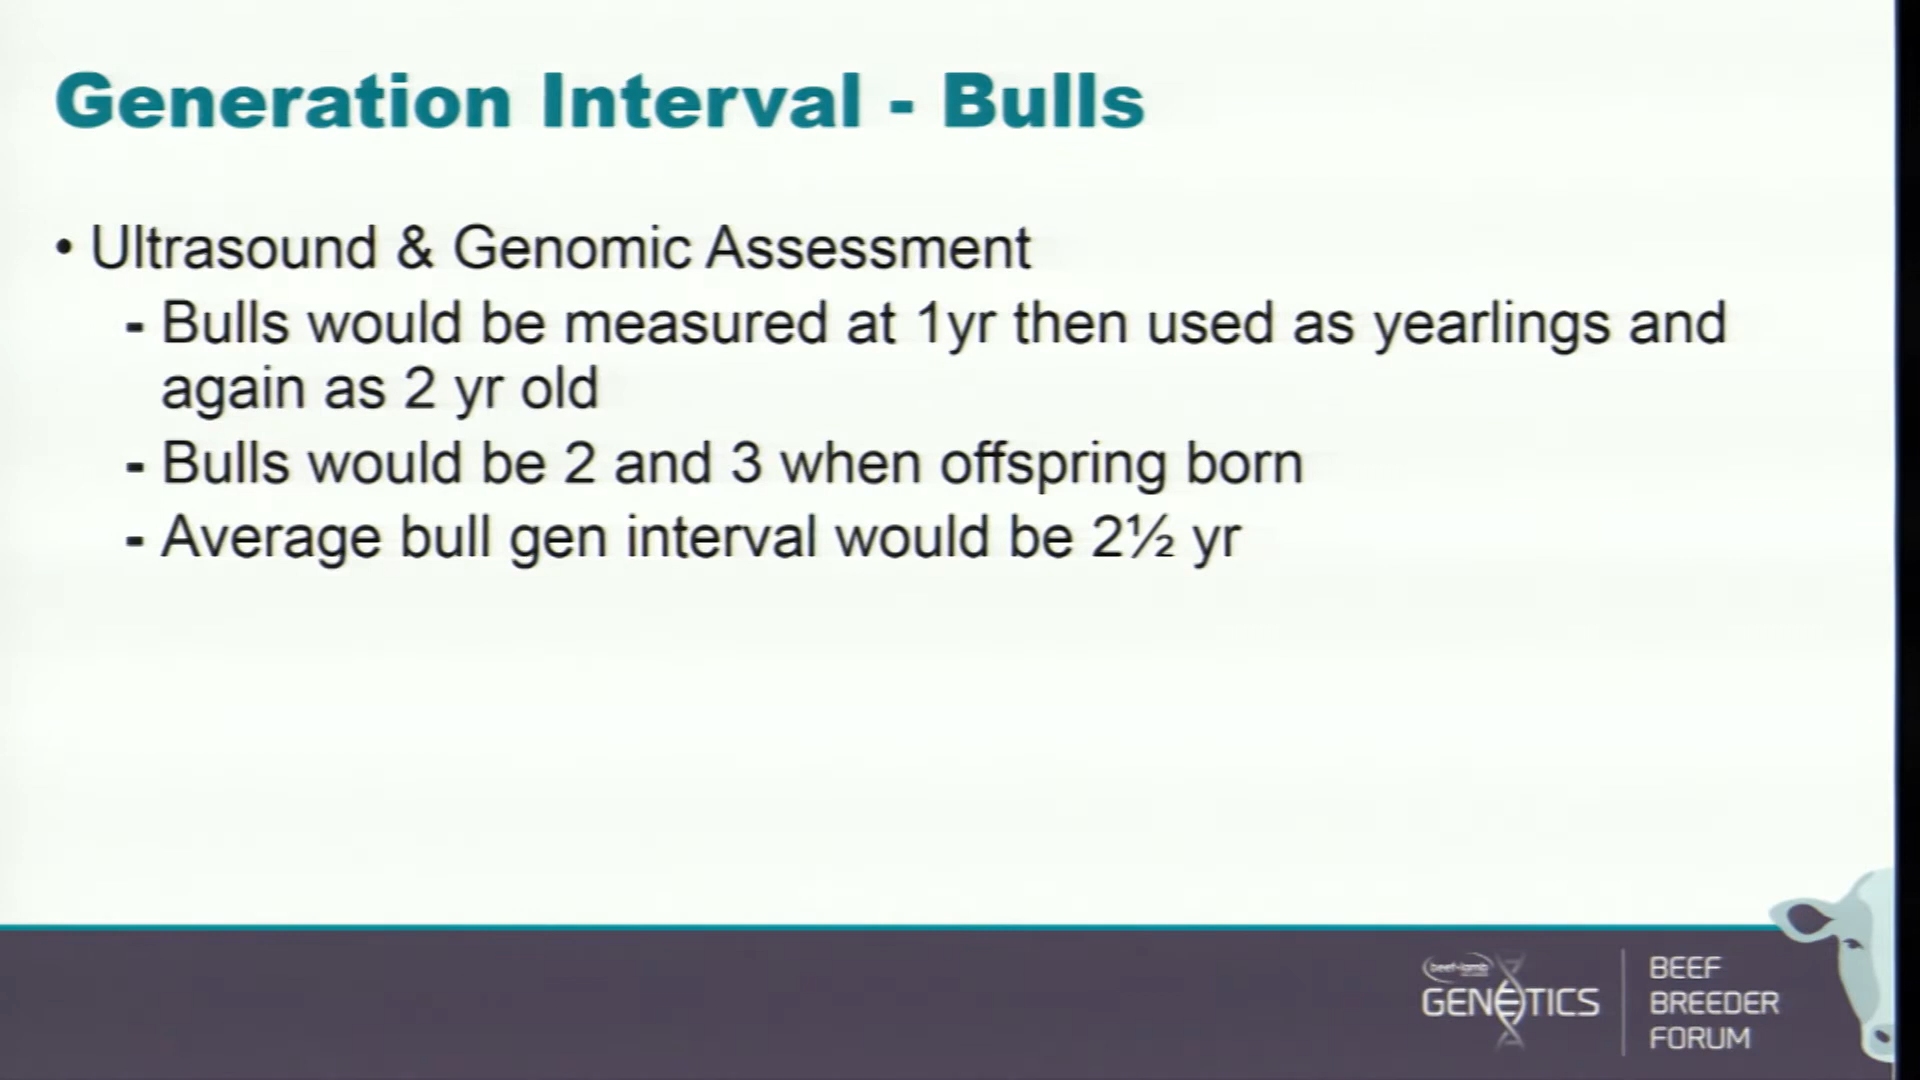 Generation Interval - Bulls
• Ultrasound & Genomic Assessment
- Bulls would be measured at 1yr then used as yearlings and
again as 2 yr old
- Bulls would be 2 and 3 when offspring born
- Average bull gen interval would be 2½ yr
beef+lamb
GENETICS
BEEF
BREEDER
FORUM